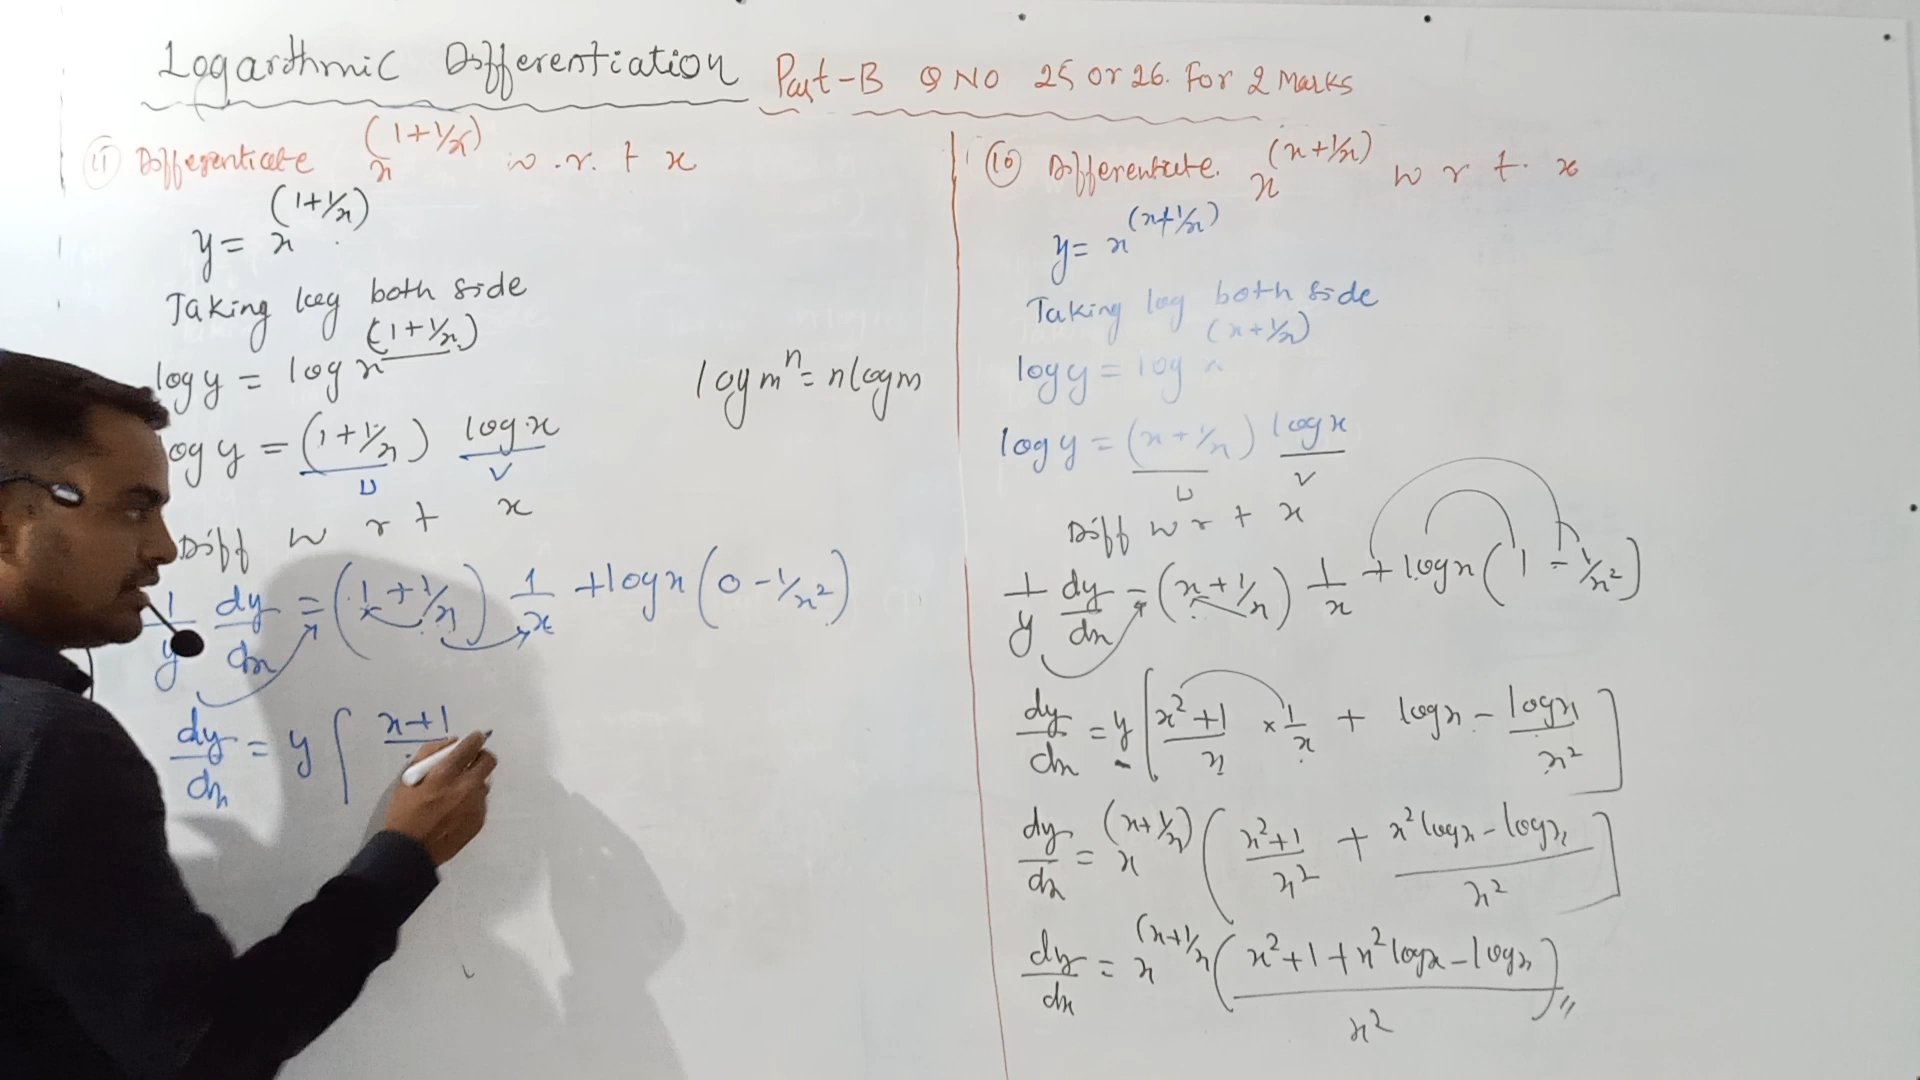 Logarithmic Differentiation Part-B Q NO 25 or 26. For 2 Marks
(11) Differenticate x^(1+1/x) w.r.t x
y = x^(1+1/x)
Taking log both side
log y = log x^(1+1/x)
log y = (1+1/x) log x
U V
Diff w r t x
1/y dy/dx = (1+1/x) 1/x + log x (0 - 1/x²)
dy/dx = y [ x+1
log m^n = n log m
(10) Differentiate. x^(x+1/x) w r t. x
y = x^(x+1/x)
Taking log both side
log y = log x^(x+1/x)
log y = (x+1/x) log x
U V
Diff w r t x
1/y dy/dx = (x+1/x) 1/x + log x (1 - 1/x²)
dy/dx = y [ x²+1/x × 1/x + log x - log x/x² ]
dy/dx = x^(x+1/x) ( x²+1/x² + x² log x - log x/x² ]
dy/dx = x^(x+1/x) ( x²+1+x² log x - log x/x² ) "